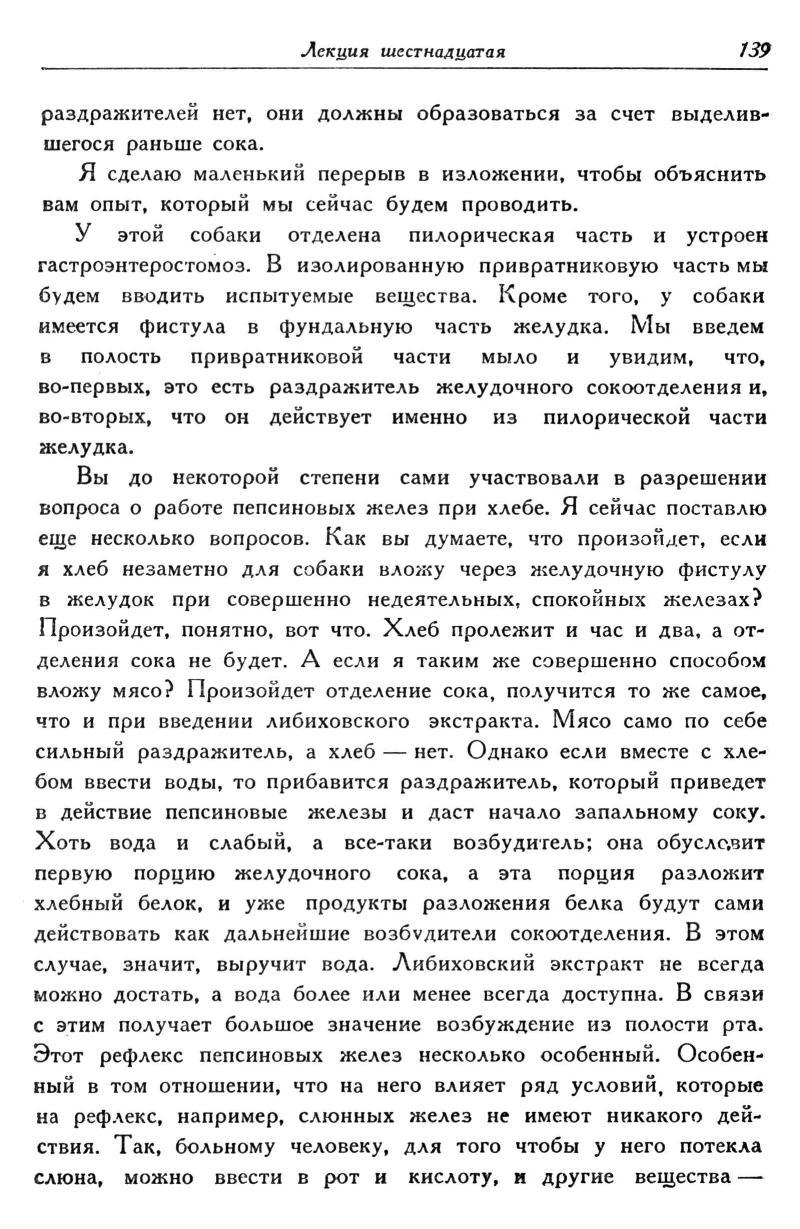 Лекция шестнадцатая 139
раздражителей нет, они должны образоваться за счет выделив-
шегося раньше сока.
Я сделаю маленький перерыв в изложении, чтобы объяснить
вам опыт, который мы сейчас будем проводить.
У этой собаки отделена пилорическая часть и устроен
гастроэнтеростомоз. В изолированную привратниковую часть мы
будем вводить испытуемые вещества. Кроме того, у собаки
имеется фистула в фундальную часть желудка. Мы введем
в полость привратниковой части мыло и увидим, что,
во-первых, это есть раздражитель желудочного сокоотделения и,
во-вторых, что он действует именно из пилорической части
желудка.
Вы до некоторой степени сами участвовали в разрешении
вопроса о работе пепсиновых желез при хлебе. Я сейчас поставлю
еще несколько вопросов. Как вы думаете, что произойдет, если
я хлеб незаметно для собаки вложу через желудочную фистулу
в желудок при совершенно недеятельных, спокойных железах?
Произойдет, понятно, вот что. Хлеб пролежит и час и два, а от-
деления сока не будет. А если я таким же совершенно способом
вложу мясо? Произойдет отделение сока, получится то же самое,
что и при введении либиховского экстракта. Мясо само по себе
сильный раздражитель, а хлеб — нет. Однако если вместе с хле-
бом ввести воды, то прибавится раздражитель, который приведет
в действие пепсиновые железы и даст начало запальному соку.
Хоть вода и слабый, а все-таки возбудитель; она обусловит
первую порцию желудочного сока, а эта порция разложит
хлебный белок, и уже продукты разложения белка будут сами
действовать как дальнейшие возбудители сокоотделения. В этом
случае, значит, выручит вода. Либиховский экстракт не всегда
можно достать, а вода более или менее всегда доступна. В связи
с этим получает большое значение возбуждение из полости рта.
Этот рефлекс пепсиновых желез несколько особенный. Особен-
ный в том отношении, что на него влияет ряд условий, которые
на рефлекс, например, слюнных желез не имеют никакого дей-
ствия. Так, больному человеку, для того чтобы у него потекла
слюна, можно ввести в рот и кислоту, и другие вещества —